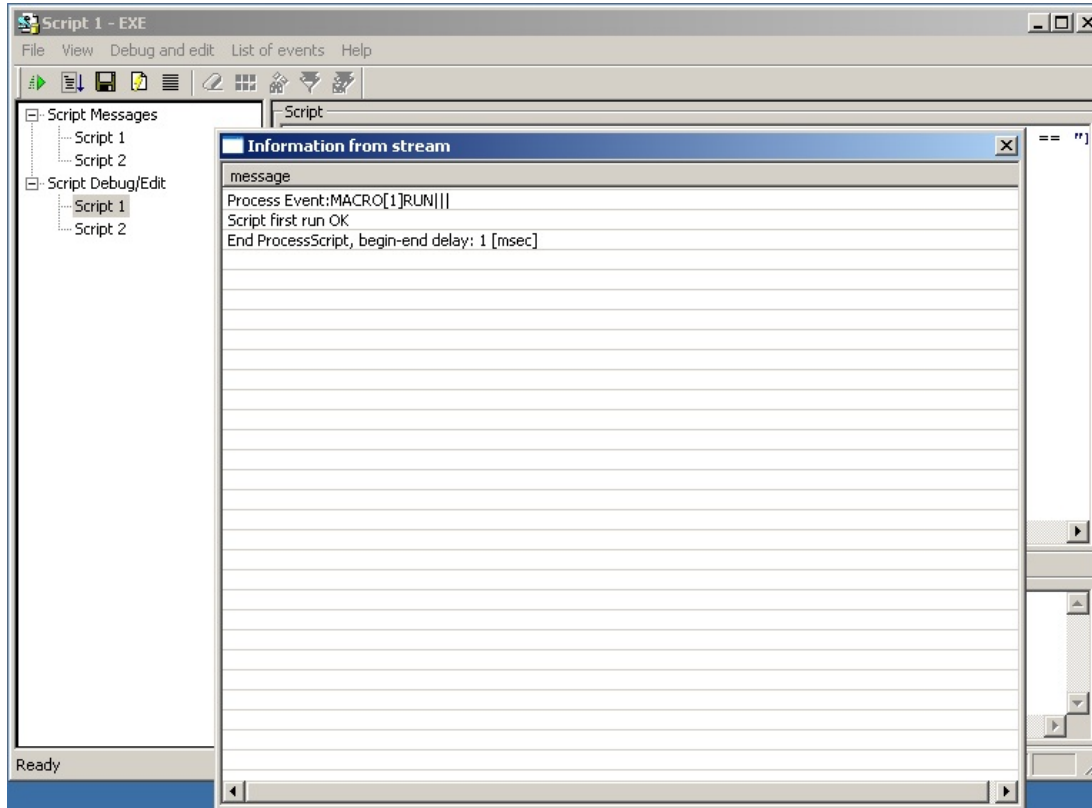 Script 1 - EXE
File View Debug and edit List of events Help
Script Messages
Script 1
Script 2
Script Debug/Edit
Script 1
Script 2
Script
== "]
Information from stream
message
Process Event:MACRO[1]RUN|||
Script first run OK
End ProcessScript, begin-end delay: 1 [msec]
Ready